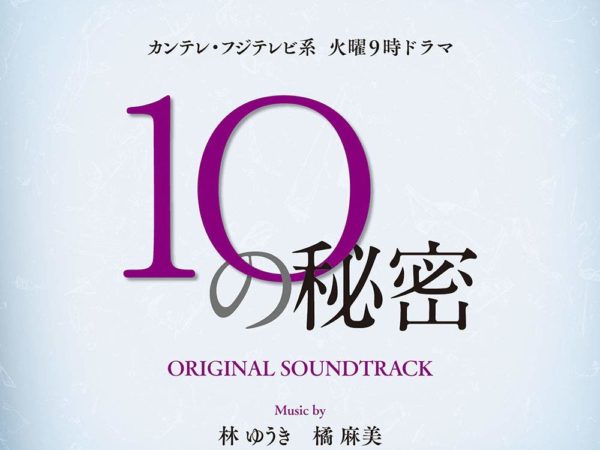 カンテレ・フジテレビ系 火曜9時ドラマ
10の秘密
ORIGINAL SOUNDTRACK
Music by
林 ゆうき 橘 麻美